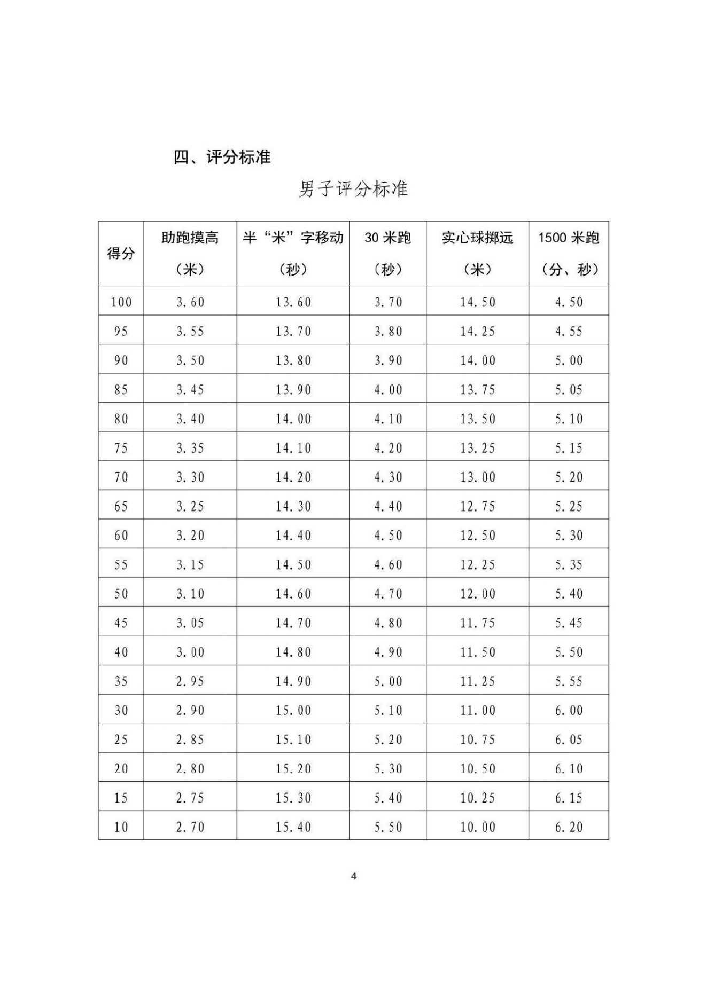 四、评分标准
男子评分标准
得分 助跑摸高（米） 半“米”字移动（秒） 30 米跑（秒） 实心球掷远（米） 1500 米跑（分、秒）
100 3.60 13.60 3.70 14.50 4.50
95 3.55 13.70 3.80 14.25 4.55
90 3.50 13.80 3.90 14.00 5.00
85 3.45 13.90 4.00 13.75 5.05
80 3.40 14.00 4.10 13.50 5.10
75 3.35 14.10 4.20 13.25 5.15
70 3.30 14.20 4.30 13.00 5.20
65 3.25 14.30 4.40 12.75 5.25
60 3.20 14.40 4.50 12.50 5.30
55 3.15 14.50 4.60 12.25 5.35
50 3.10 14.60 4.70 12.00 5.40
45 3.05 14.70 4.80 11.75 5.45
40 3.00 14.80 4.90 11.50 5.50
35 2.95 14.90 5.00 11.25 5.55
30 2.90 15.00 5.10 11.00 6.00
25 2.85 15.10 5.20 10.75 6.05
20 2.80 15.20 5.30 10.50 6.10
15 2.75 15.30 5.40 10.25 6.15
10 2.70 15.40 5.50 10.00 6.20
4